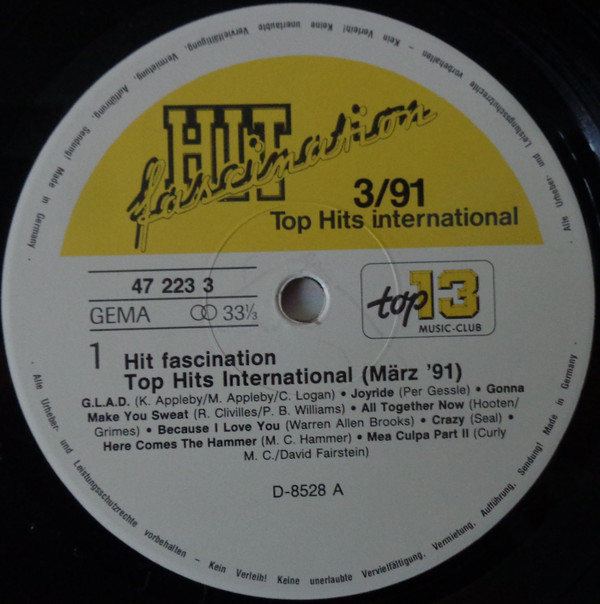 HIT
fascination
3/91
Top Hits international
47 223 3
GEMA 33⅓
top 13
MUSIC-CLUB
1 Hit fascination
Top Hits International (März '91)
G.L.A.D. (K. Appleby/M. Appleby/C. Logan) • Joyride (Per Gessle) • Gonna
Make You Sweat (R. Clivilles/P. B. Williams) • All Together Now (Hooten/
Grimes) • Because I Love You (Warren Allen Brooks) • Crazy (Seal) •
Here Comes The Hammer (M. C. Hammer) • Mea Culpa Part II (Curly
M. C./David Fairstein)
D-8528 A
Alle Urheber- und Leistungsschutzrechte vorbehalten - Kein Verleih! Keine unerlaubte Vervielfältigung, Vermietung, Aufführung, Sendung! Made in Germany ·
Alle Urheber- und Leistungsschutzrechte vorbehalten - Kein Verleih! Keine unerlaubte Vervielfältigung, Vermietung, Aufführung, Sendung! Made in Germany ·